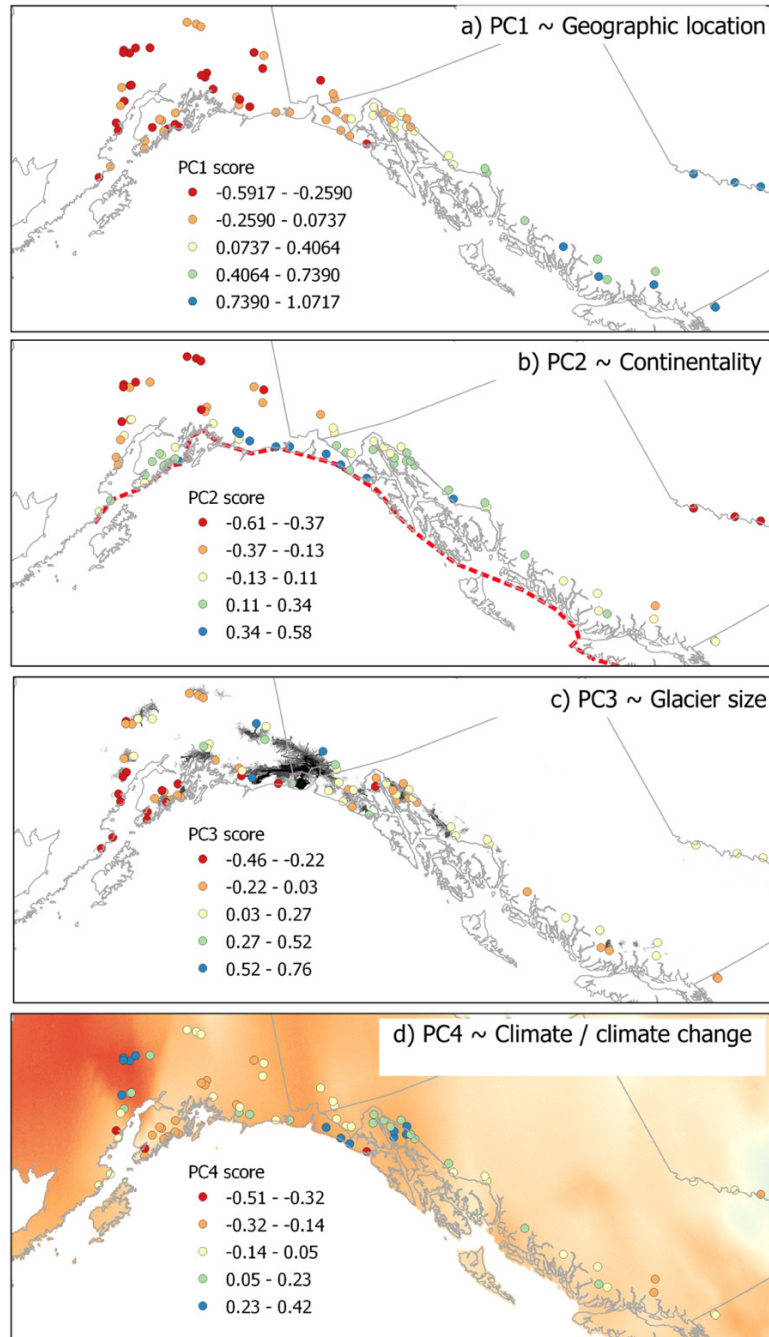 a) PC1 ~ Geographic location
PC1 score
-0.5917 - -0.2590
-0.2590 - 0.0737
0.0737 - 0.4064
0.4064 - 0.7390
0.7390 - 1.0717
b) PC2 ~ Continentality
PC2 score
-0.61 - -0.37
-0.37 - -0.13
-0.13 - 0.11
0.11 - 0.34
0.34 - 0.58
c) PC3 ~ Glacier size
PC3 score
-0.46 - -0.22
-0.22 - 0.03
0.03 - 0.27
0.27 - 0.52
0.52 - 0.76
d) PC4 ~ Climate / climate change
PC4 score
-0.51 - -0.32
-0.32 - -0.14
-0.14 - 0.05
0.05 - 0.23
0.23 - 0.42